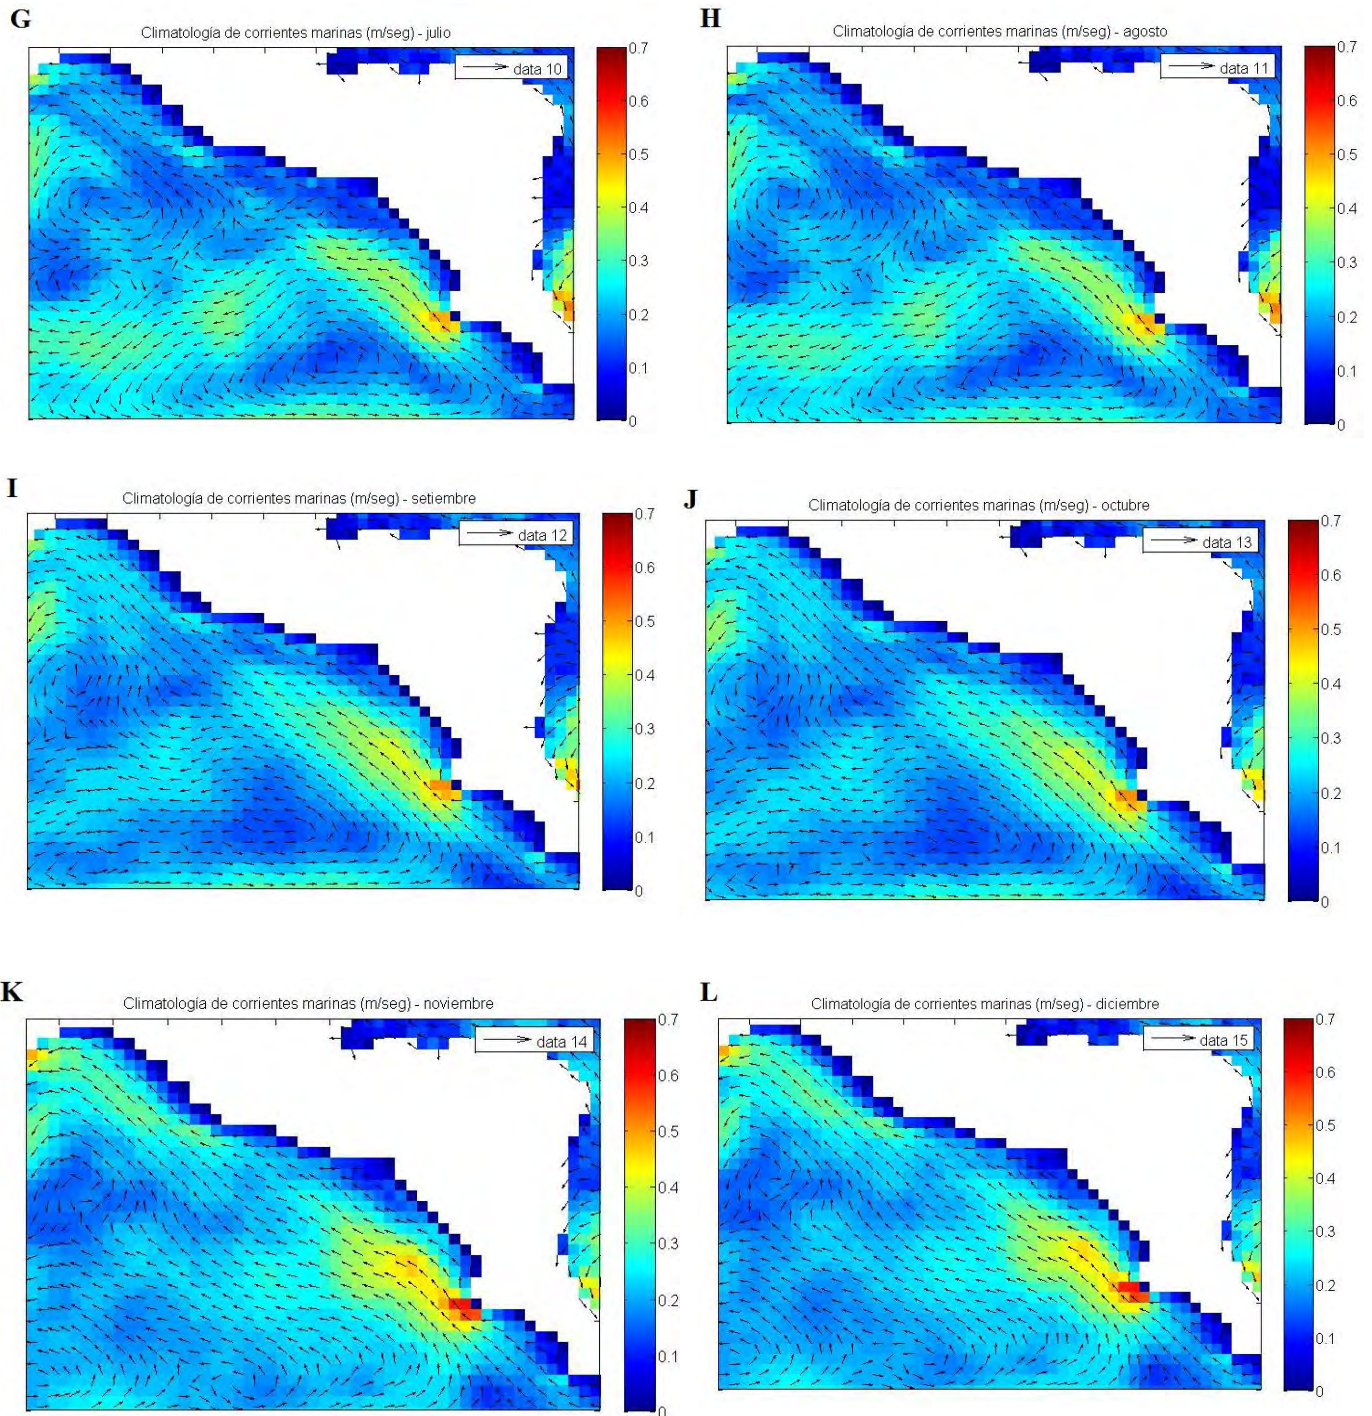 G
Climatología de corrientes marinas (m/seg) - julio
data 10
0.7
0.6
0.5
0.4
0.3
0.2
0.1
0
H
Climatología de corrientes marinas (m/seg) - agosto
data 11
0.7
0.6
0.5
0.4
0.3
0.2
0.1
0
I
Climatología de corrientes marinas (m/seg) - setiembre
data 12
0.7
0.6
0.5
0.4
0.3
0.2
0.1
0
J
Climatología de corrientes marinas (m/seg) - octubre
data 13
0.7
0.6
0.5
0.4
0.3
0.2
0.1
0
K
Climatología de corrientes marinas (m/seg) - noviembre
data 14
0.7
0.6
0.5
0.4
0.3
0.2
0.1
0
L
Climatología de corrientes marinas (m/seg) - diciembre
data 15
0.7
0.6
0.5
0.4
0.3
0.2
0.1
0